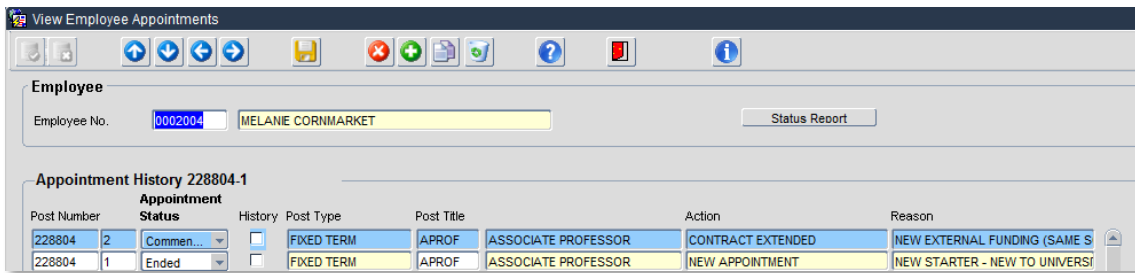 View Employee Appointments
Employee
Employee No. 0002004 MELANIE CORNMARKET Status Report
Appointment History 228804-1
Appointment
Post Number Status History Post Type Post Title Action Reason
228804 2 Commen... FIXED TERM APROF ASSOCIATE PROFESSOR CONTRACT EXTENDED NEW EXTERNAL FUNDING (SAME S
228804 1 Ended FIXED TERM APROF ASSOCIATE PROFESSOR NEW APPOINTMENT NEW STARTER - NEW TO UNIVERSI